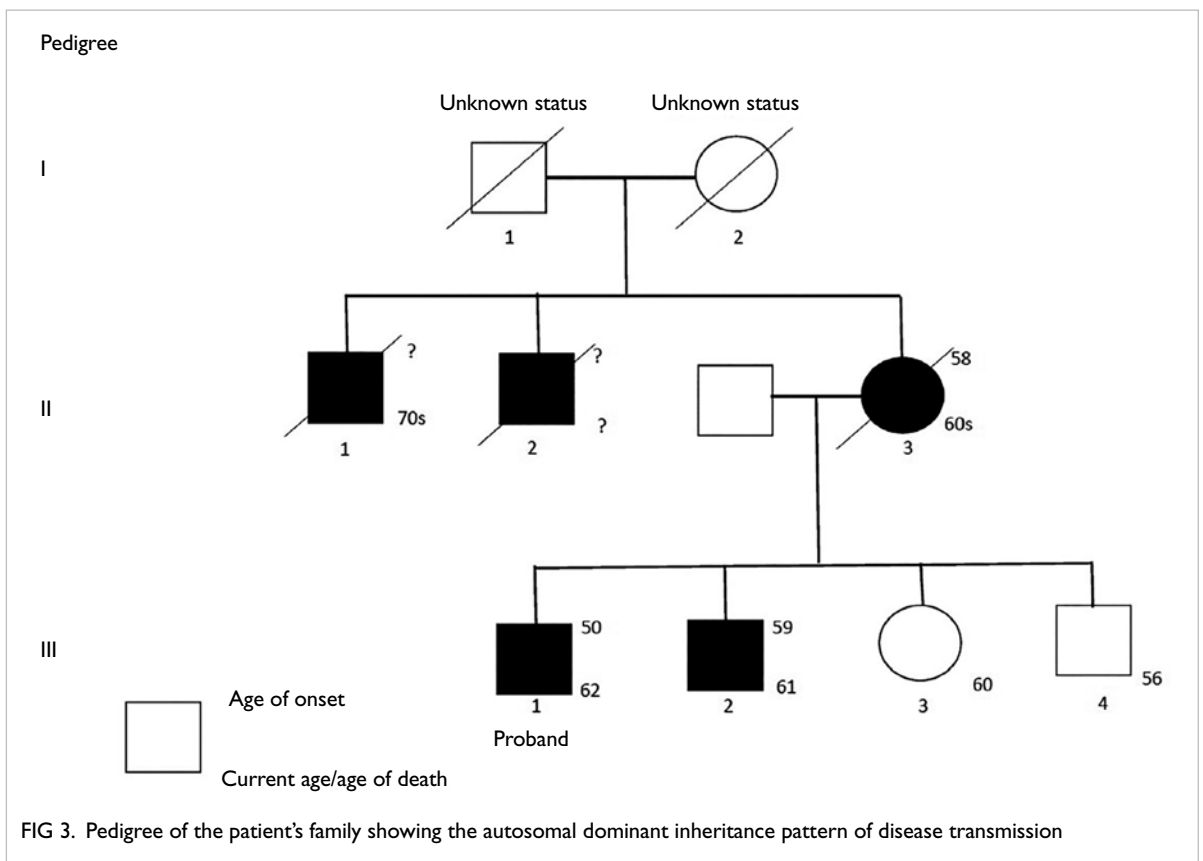 Pedigree
Unknown status Unknown status
I
1 2
? ? 58
II
70s ? 60s
1 2 3
50 59
III
62 61 60 56
1 2 3 4
Proband
Age of onset
Current age/age of death
FIG 3. Pedigree of the patient's family showing the autosomal dominant inheritance pattern of disease transmission